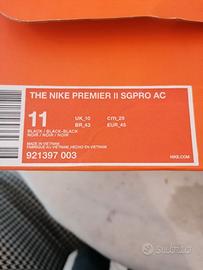 THE NIKE PREMIER II SGPRO AC
11
UK_10
BR_43
cm_29
EUR_45
BLACK / BLACK-BLACK
NOIR / NOIR / NOIR
MADE IN VIETNAM
FABRIQUÉ AU VIETNAM, HECHO EN VIETNAM
921397 003
NIKE.COM
subito